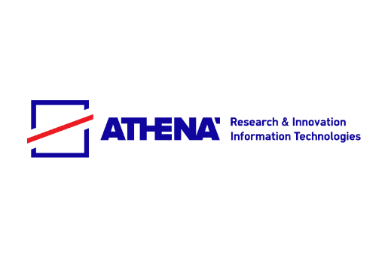 ATHENA
Research & Innovation
Information Technologies